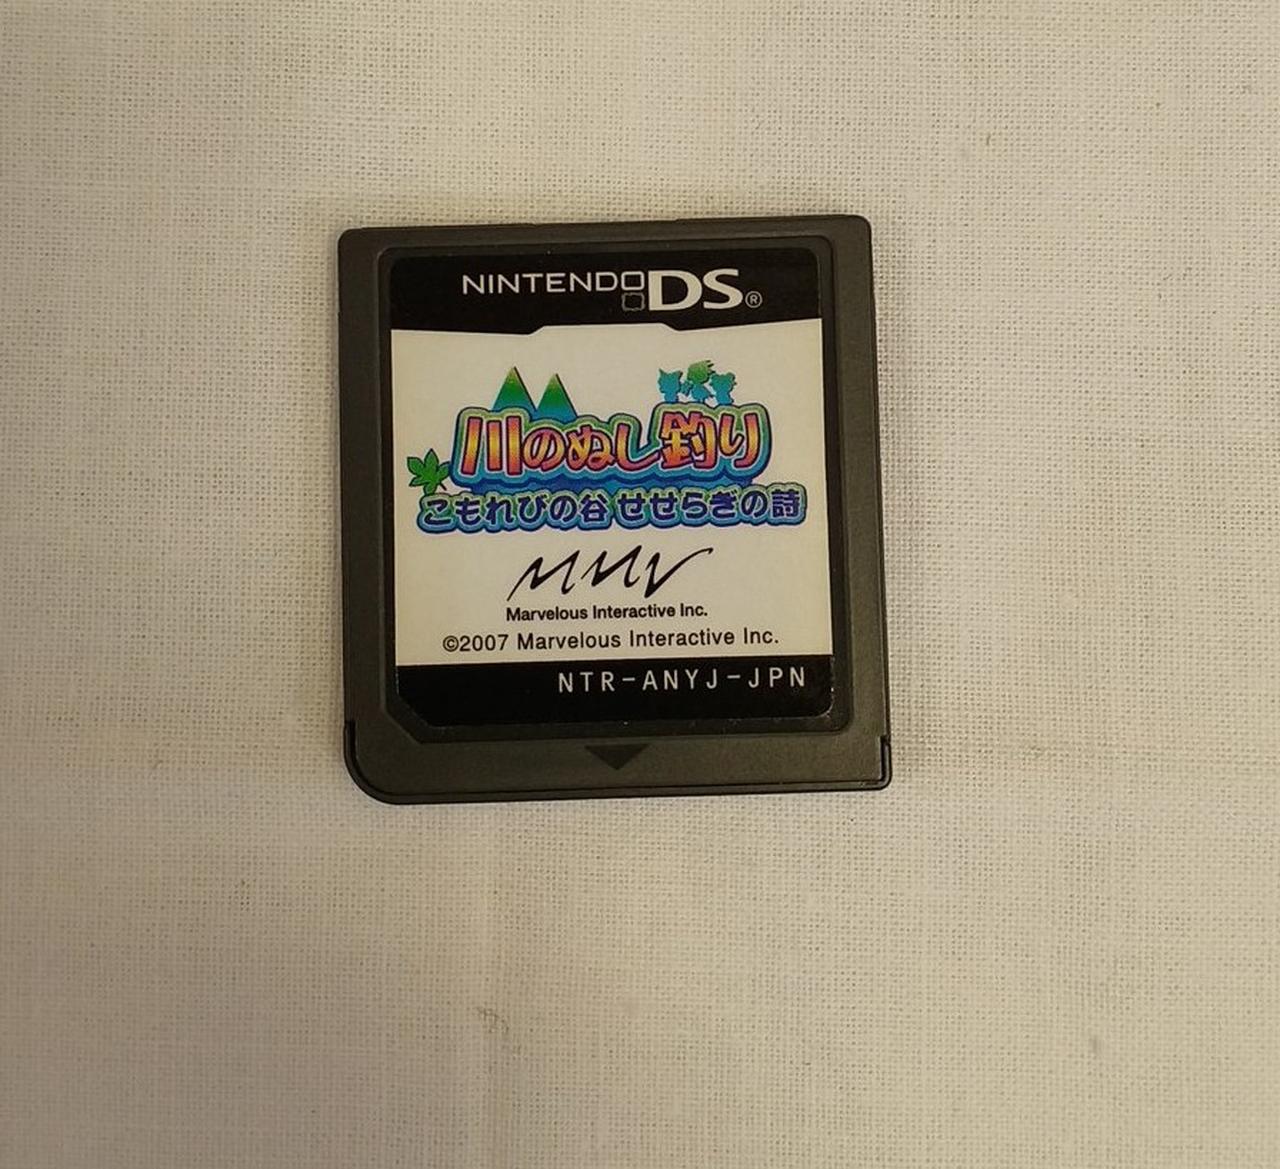 NINTENDO DS®
川のぬし釣り
こもれびの谷 せせらぎの詩
MMV
Marvelous Interactive Inc.
©2007 Marvelous Interactive Inc.
NTR-ANYJ-JPN